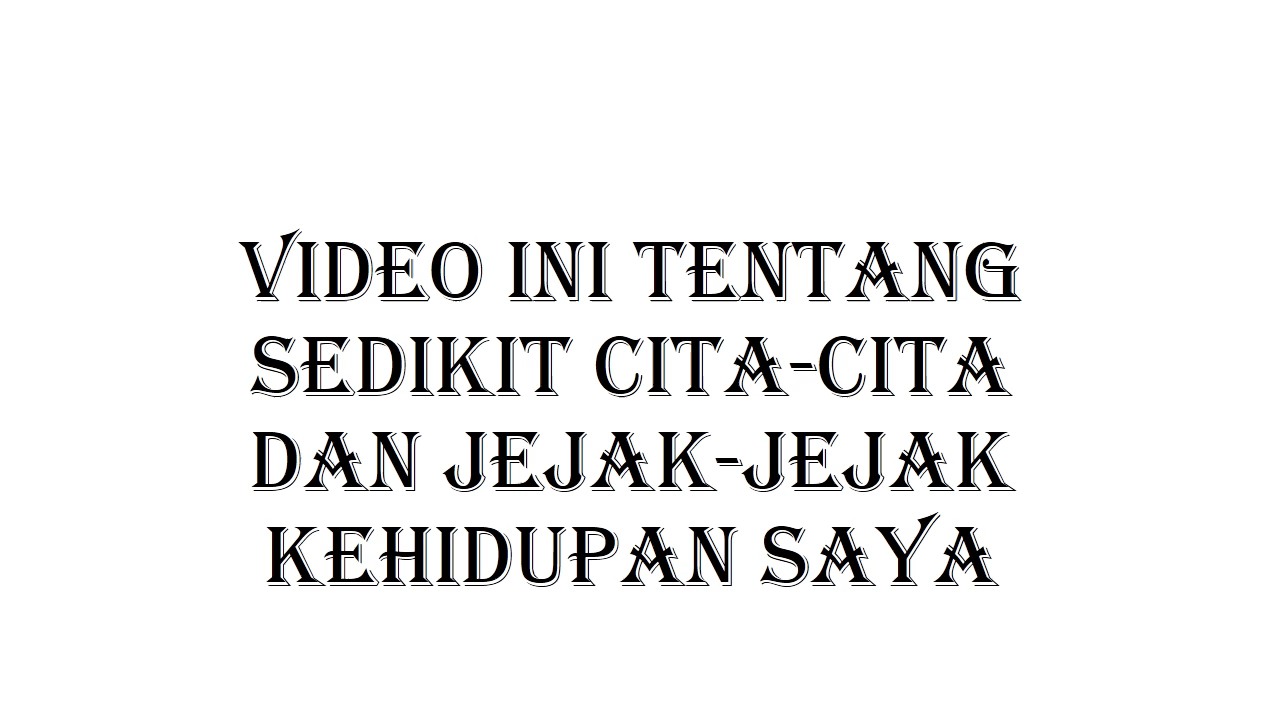 VIDEO INI TENTANG
SEDIKIT CITA-CITA
DAN JEJAK-JEJAK
KEHIDUPAN SAYA